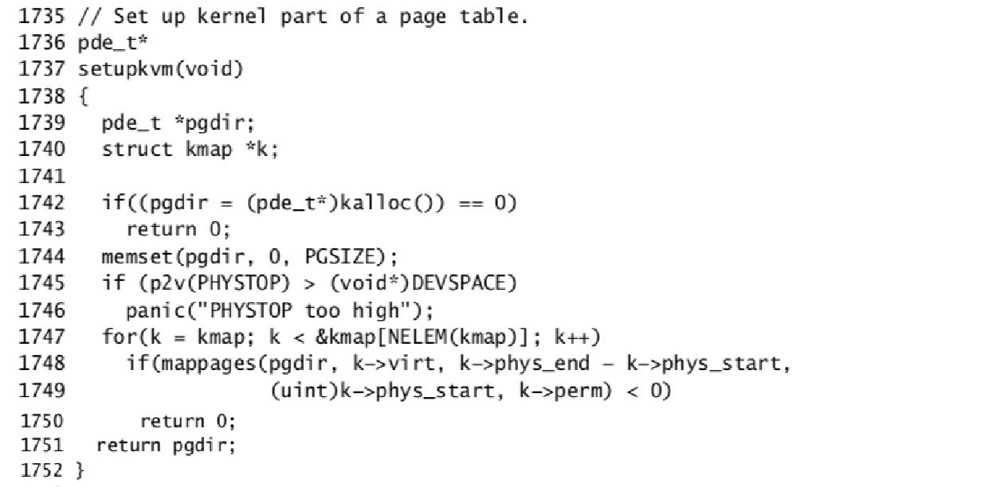 1735 // Set up kernel part of a page table.
1736 pde_t*
1737 setupkvm(void)
1738 {
1739   pde_t *pgdir;
1740   struct kmap *k;
1741
1742   if((pgdir = (pde_t*)kalloc()) == 0)
1743     return 0;
1744   memset(pgdir, 0, PGSIZE);
1745   if (p2v(PHYSTOP) > (void*)DEVSPACE)
1746     panic("PHYSTOP too high");
1747   for(k = kmap; k < &kmap[NELEM(kmap)]; k++)
1748     if(mappages(pgdir, k->virt, k->phys_end - k->phys_start,
1749                 (uint)k->phys_start, k->perm) < 0)
1750      return 0;
1751  return pgdir;
1752 }